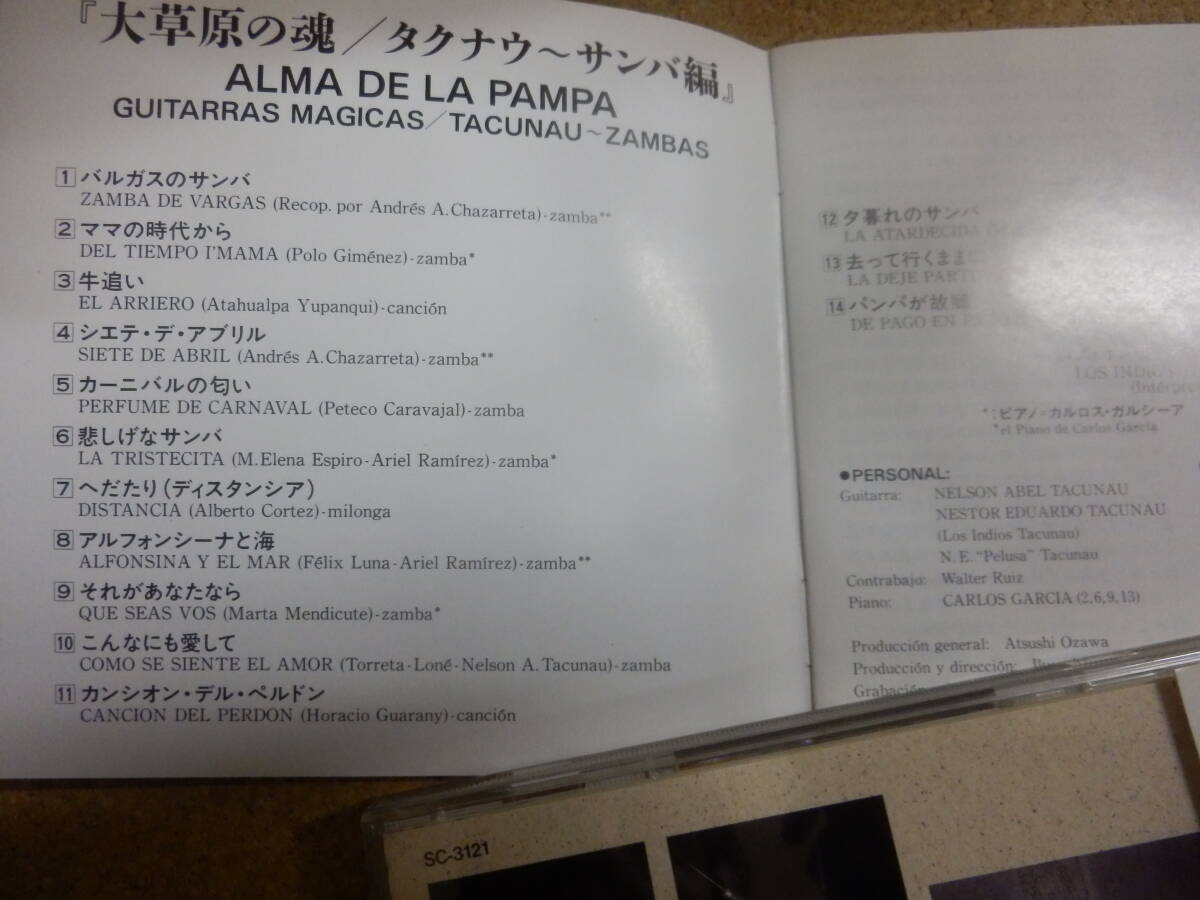 『大草原の魂／タクナウ～サンバ編』
ALMA DE LA PAMPA
GUITARRAS MAGICAS／TACUNAU～ZAMBAS
1 バルガスのサンバ
ZAMBA DE VARGAS (Recop. por Andrés A.Chazarreta)-zamba**
2 ママの時代から
DEL TIEMPO I'MAMA (Polo Giménez)-zamba*
3 牛追い
EL ARRIERO (Atahualpa Yupanqui)-canción
4 シエテ・デ・アブリル
SIETE DE ABRIL (Andrés A.Chazarreta)-zamba**
5 カーニバルの匂い
PERFUME DE CARNAVAL (Peteco Caravajal)-zamba
6 悲しげなサンバ
LA TRISTECITA (M.Elena Espiro-Ariel Ramírez)-zamba*
7 へだたり(ディスタンシア)
DISTANCIA (Alberto Cortez)-milonga
8 アルフォンシーナと海
ALFONSINA Y EL MAR (Félix Luna-Ariel Ramírez)-zamba**
9 それがあなたなら
QUE SEAS VOS (Marta Mendicute)-zamba*
10 こんなにも愛して
COMO SE SIENTE EL AMOR (Torreta-Loné-Nelson A.Tacunau)-zamba
11 カンシオン・デル・ペルドン
CANCION DEL PERDON (Horacio Guarany)-canción
12 夕暮れのサンバ
LA ATARDECIDA
13 去って行くままに
LA DEJE
14 パンパが故郷
DE PAGO EN
LOS
*:ピアノ=カルロス・ガルシーア
*el Piano de Carlos García
●PERSONAL:
Guitarra: NELSON ABEL TACUNAU
NESTOR EDUARDO TACUNAU
(Los Indios Tacunau)
N.E."Pelusa" Tacunau
Contrabajo: Walter Ruiz
Piano: CARLOS GARCIA (2,6,9,13)
Producción general: Atsushi Ozawa
Producción y dirección:
Grabación
SC-3121